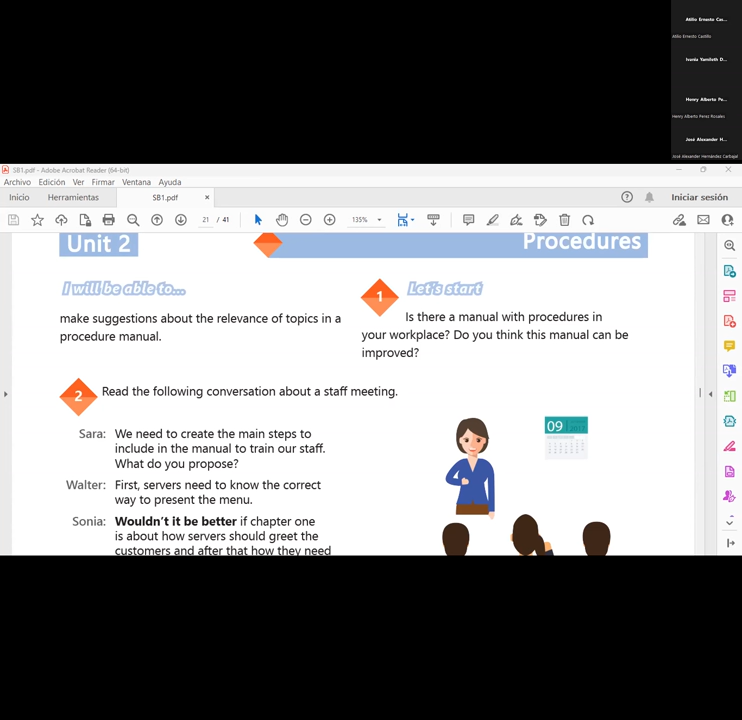 Atilio Ernesto Cas...
Atilio Ernesto Castillo
Ivania Yamileth D...
Henry Alberto Pe...
Henry Alberto Perez Rosales
José Alexander H...
José Alexander Hernández Carbajal
SB1.pdf - Adobe Acrobat Reader (64-bit)
Archivo Edición Ver Firmar Ventana Ayuda
Inicio Herramientas SB1.pdf × Iniciar sesión
21 / 41 135%
Unit 2 Procedures
I will be able to...
make suggestions about the relevance of topics in a
procedure manual.
1 Let's start
Is there a manual with procedures in
your workplace? Do you think this manual can be
improved?
2 Read the following conversation about a staff meeting.
Sara: We need to create the main steps to
include in the manual to train our staff.
What do you propose?
Walter: First, servers need to know the correct
way to present the menu.
Sonia: Wouldn't it be better if chapter one
is about how servers should greet the
customers and after that how they need
09